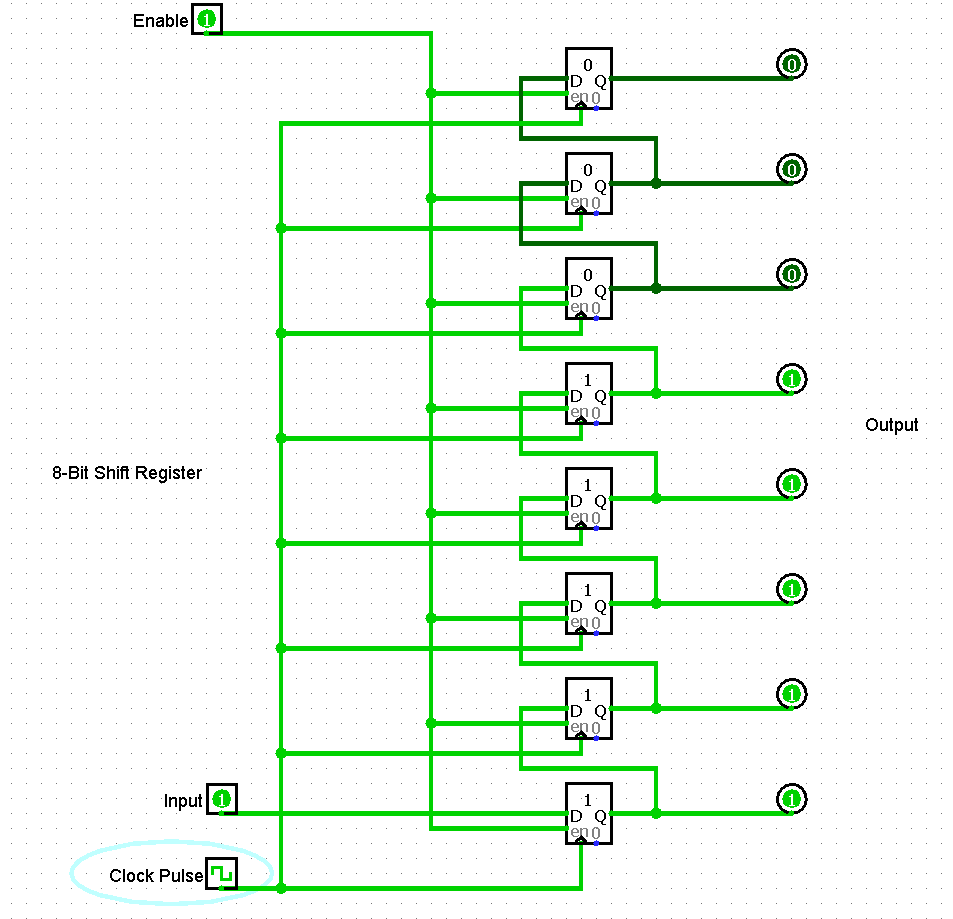 Enable 1
0
D Q
en 0
0
0
D Q
en 0
0
0
D Q
en 0
0
1
D Q
en 0
1
Output
8-Bit Shift Register
1
D Q
en 0
1
1
D Q
en 0
1
1
D Q
en 0
1
Input 1
1
D Q
en 0
1
Clock Pulse